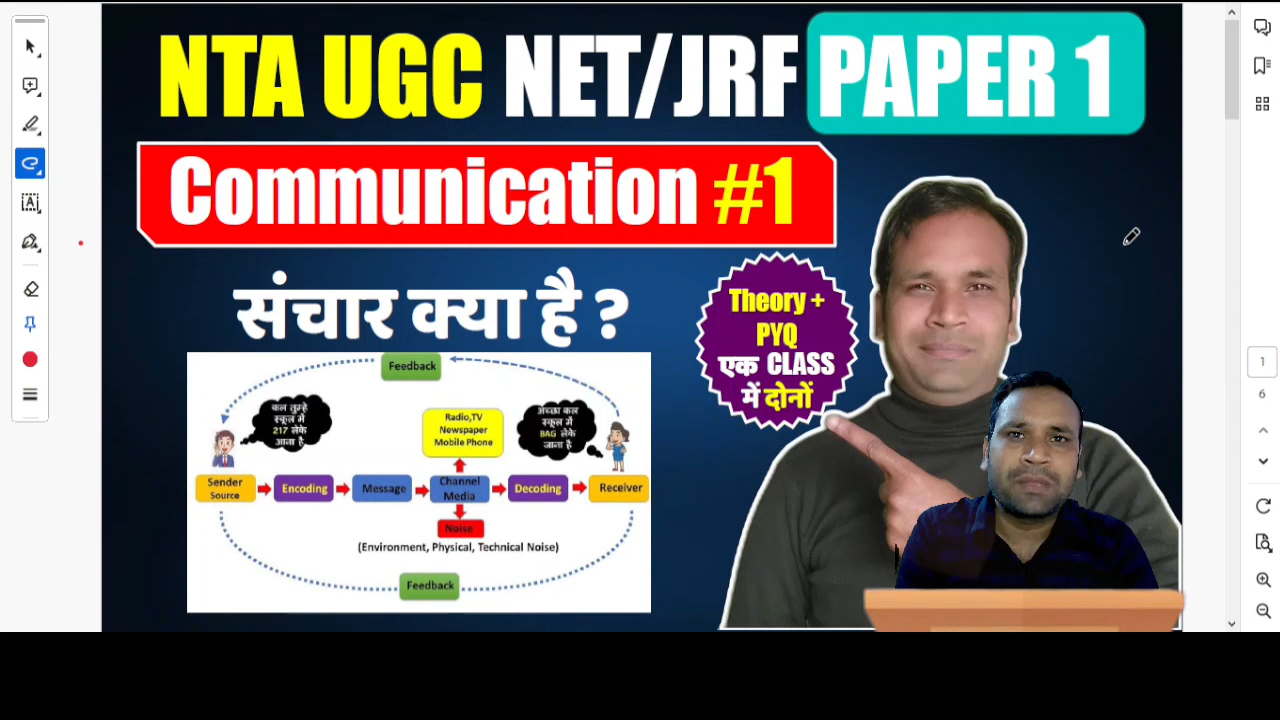 NTA UGC NET/JRF PAPER 1
Communication #1
संचार क्या है ?
Theory +
PYQ
एक CLASS
में दोनों
Feedback
कल तुम्हे
स्कूल में
217 लेके
आना है
Radio,TV
Newspaper
Mobile Phone
अच्छा कल
स्कूल में
BAG लेके
जाना है
Sender
Source
Encoding
Message
Channel
Media
Decoding
Receiver
Noise
(Environment, Physical, Technical Noise)
Feedback
1
6